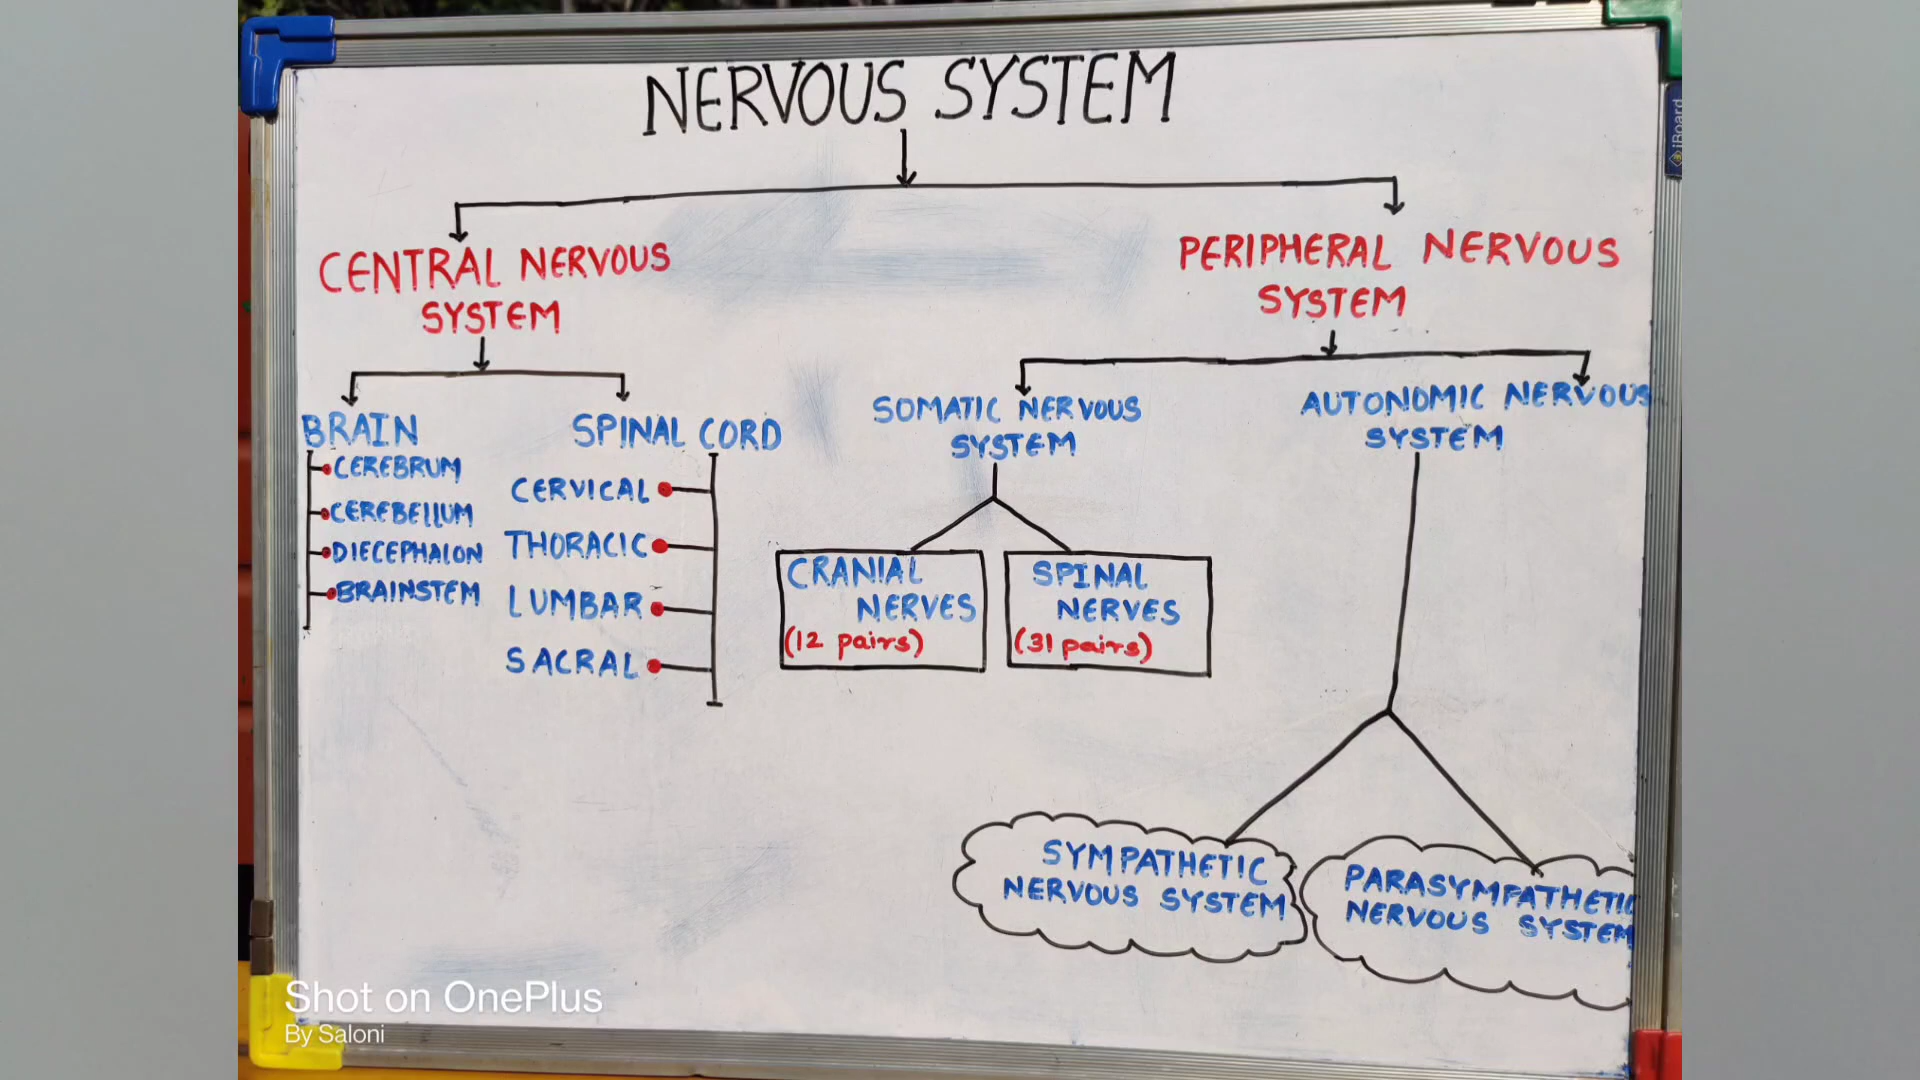 NERVOUS SYSTEM
CENTRAL NERVOUS
SYSTEM
PERIPHERAL NERVOUS
SYSTEM
BRAIN
CEREBRUM
CEREBELLUM
DIECEPHALON
BRAINSTEM
SPINAL CORD
CERVICAL
THORACIC
LUMBAR
SACRAL
SOMATIC NERVOUS
SYSTEM
CRANIAL
NERVES
(12 pairs)
SPINAL
NERVES
(31 pairs)
AUTONOMIC NERVOUS
SYSTEM
SYMPATHETIC
NERVOUS SYSTEM
PARASYMPATHETIC
NERVOUS SYSTEM
iBoard
Shot on OnePlus
By Saloni